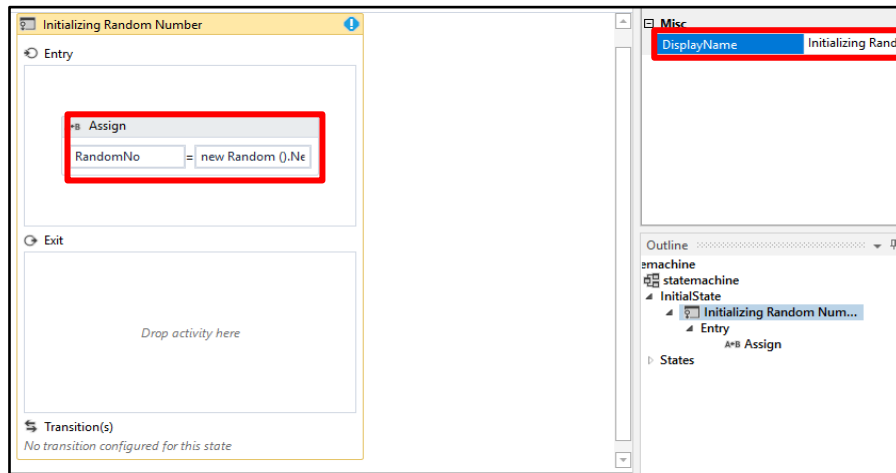 Initializing Random Number
Entry
Assign
RandomNo = new Random ().Ne
Exit
Drop activity here
Transition(s)
No transition configured for this state
Misc
DisplayName Initializing Rand
Outline
emachine
statemachine
InitialState
Initializing Random Num...
Entry
A+B Assign
States